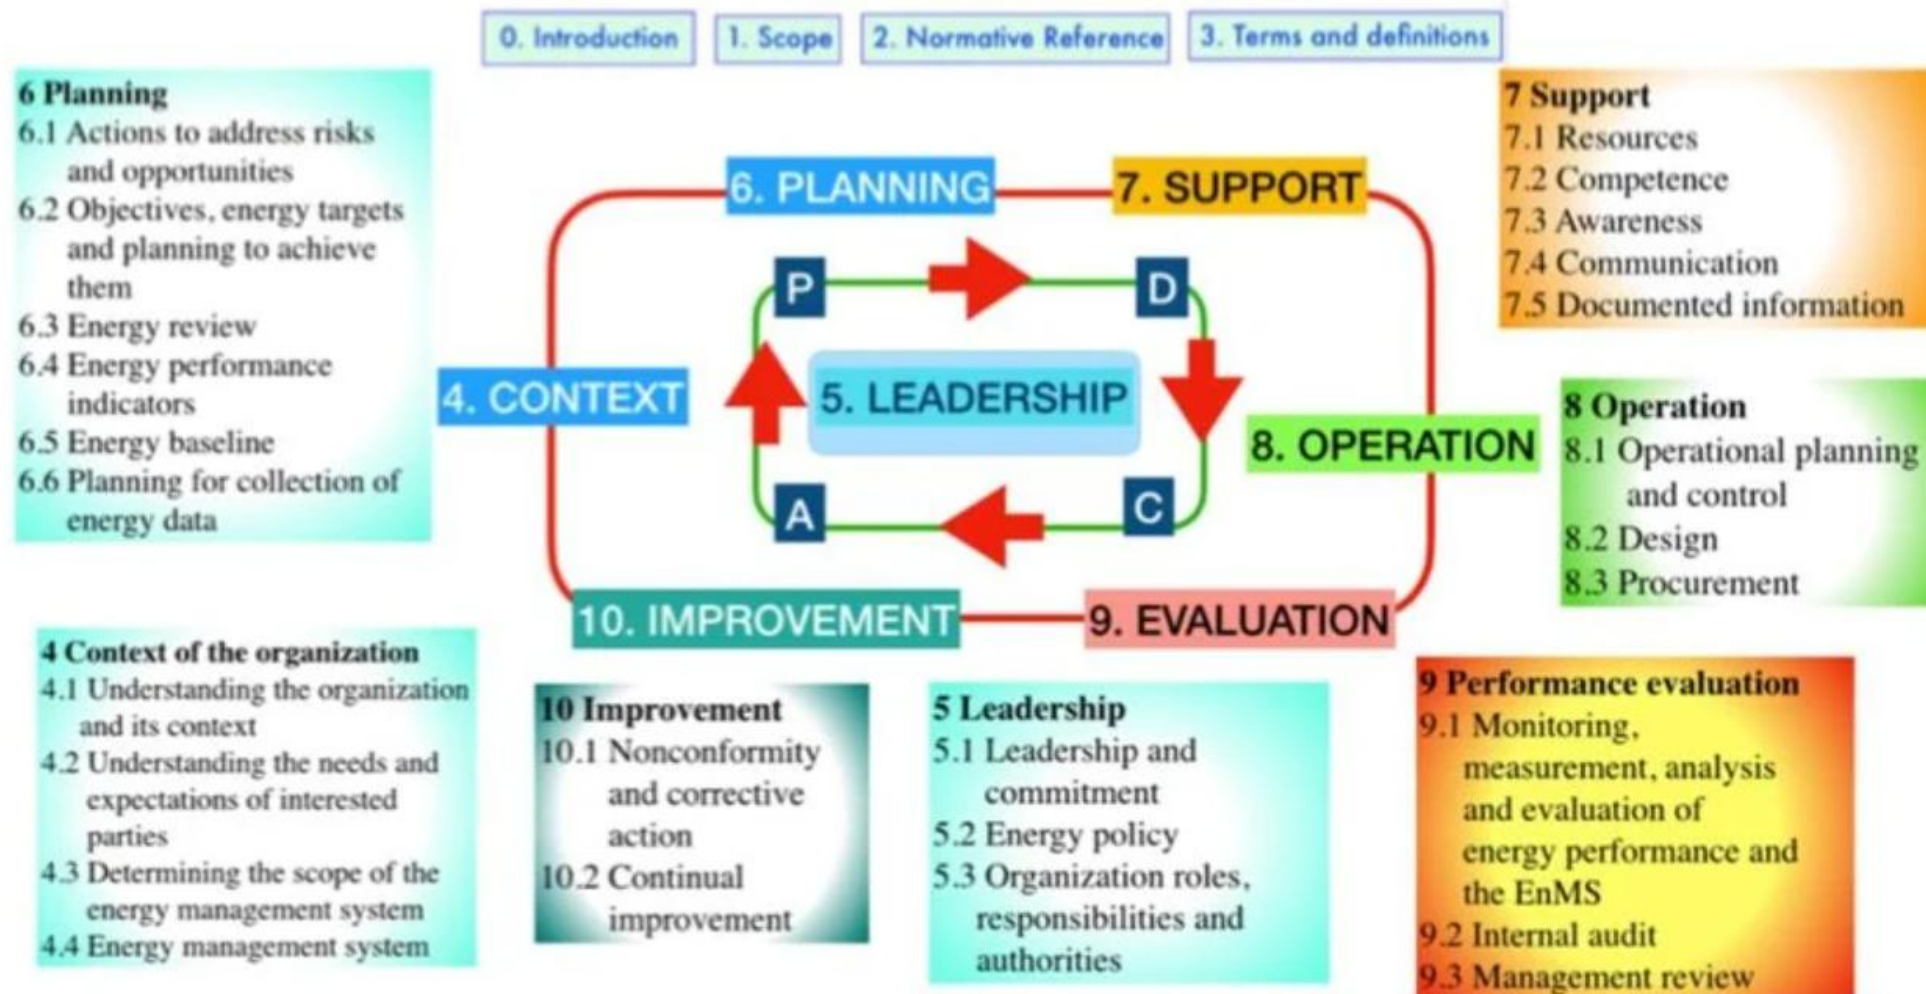 0. Introduction
1. Scope
2. Normative Reference
3. Terms and definitions
6 Planning
6.1 Actions to address risks
and opportunities
6.2 Objectives, energy targets
and planning to achieve
them
6.3 Energy review
6.4 Energy performance
indicators
6.5 Energy baseline
6.6 Planning for collection of
energy data
7 Support
7.1 Resources
7.2 Competence
7.3 Awareness
7.4 Communication
7.5 Documented information
6. PLANNING
7. SUPPORT
P
D
4. CONTEXT
5. LEADERSHIP
8. OPERATION
A
C
10. IMPROVEMENT
9. EVALUATION
8 Operation
8.1 Operational planning
and control
8.2 Design
8.3 Procurement
4 Context of the organization
4.1 Understanding the organization
and its context
4.2 Understanding the needs and
expectations of interested
parties
4.3 Determining the scope of the
energy management system
4.4 Energy management system
10 Improvement
10.1 Nonconformity
and corrective
action
10.2 Continual
improvement
5 Leadership
5.1 Leadership and
commitment
5.2 Energy policy
5.3 Organization roles,
responsibilities and
authorities
9 Performance evaluation
9.1 Monitoring,
measurement, analysis
and evaluation of
energy performance and
the EnMS
9.2 Internal audit
9.3 Management review